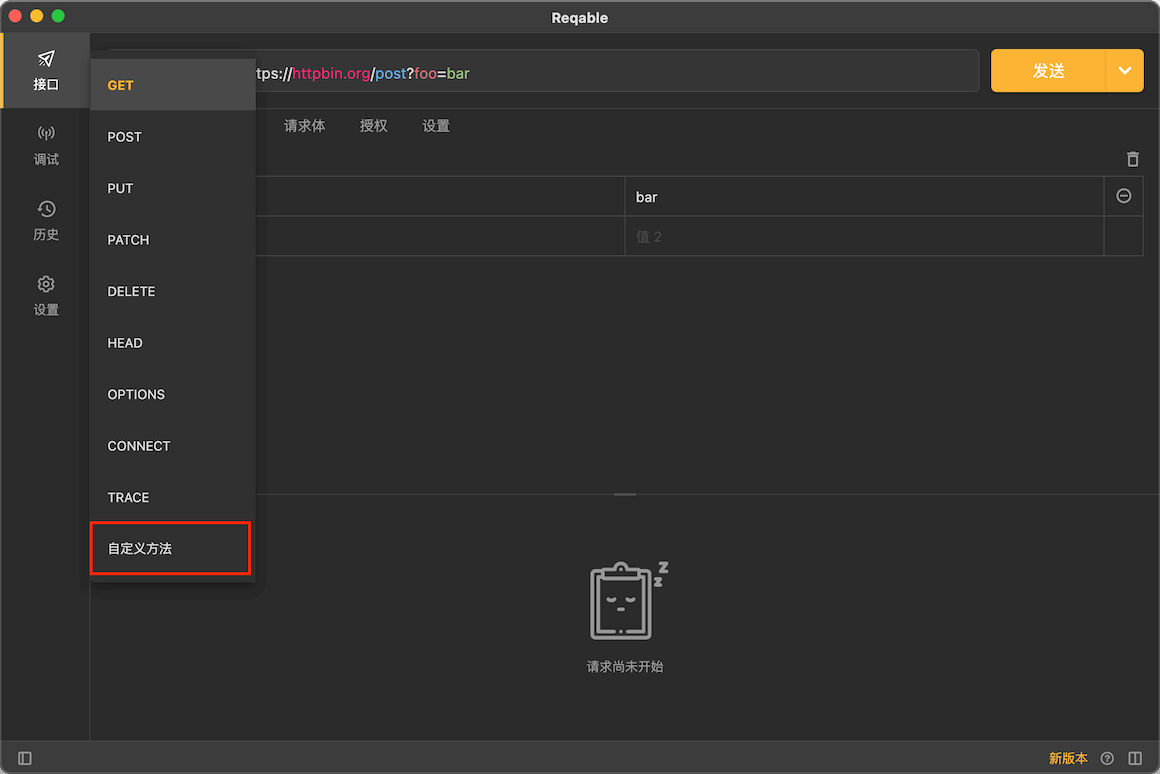 Reqable
接口
调试
历史
设置
GET
POST
PUT
PATCH
DELETE
HEAD
OPTIONS
CONNECT
TRACE
自定义方法
tps://httpbin.org/post?foo=bar
发送
请求体 授权 设置
bar
值 2
z
z
请求尚未开始
新版本